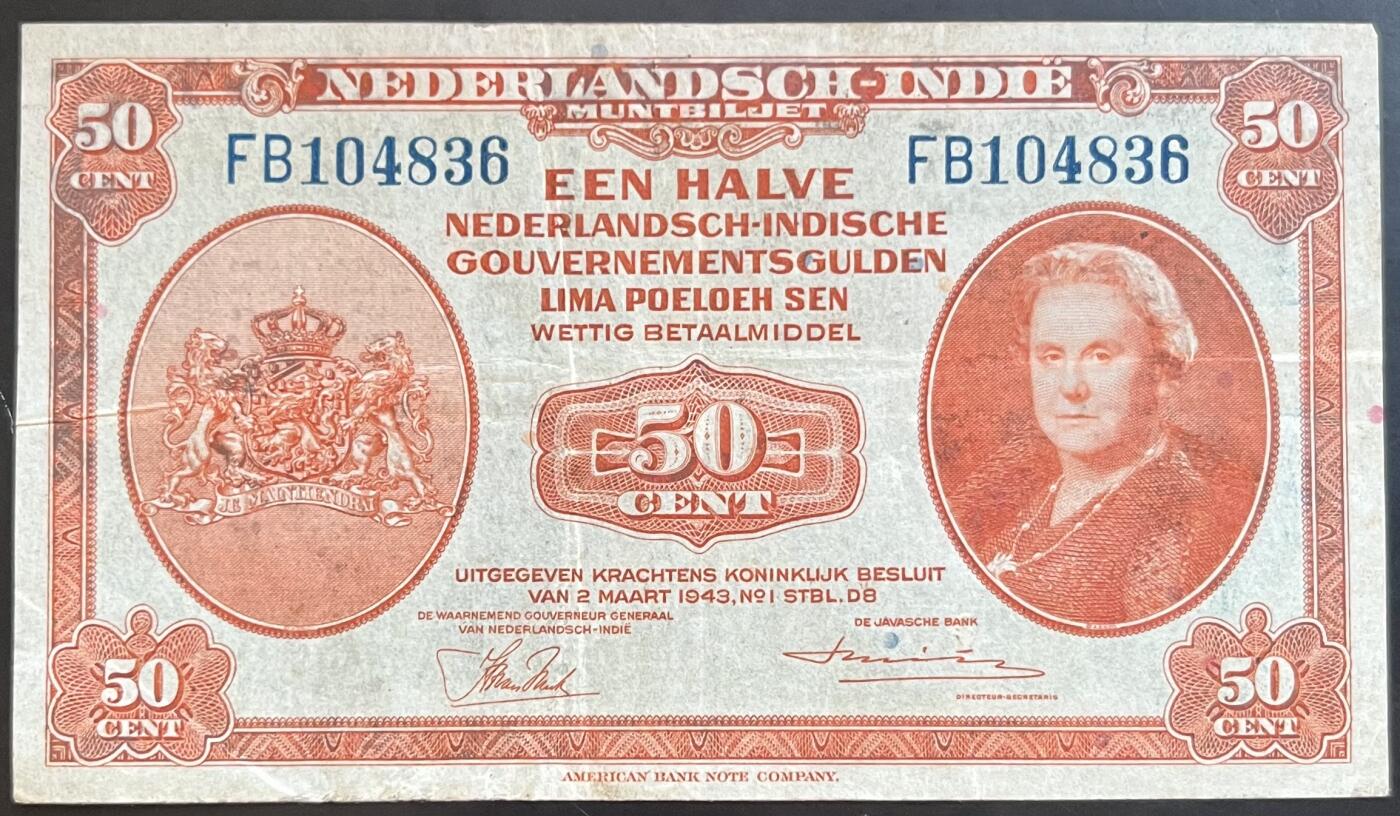 NEDERLANDSCH-INDIË
MUNTBILJET
50
CENT
50
CENT
FB104836
FB104836
EEN HALVE
NEDERLANDSCH-INDISCHE
GOUVERNEMENTSGULDEN
LIMA POELOEH SEN
WETTIG BETAALMIDDEL
JE MAINTIENDRAI
50
CENT
UITGEGEVEN KRACHTENS KONINKLIJK BESLUIT
VAN 2 MAART 1943, No 1 STBL. D8
DE WAARNEMEND GOUVERNEUR GENERAAL
VAN NEDERLANDSCH-INDIË
DE JAVASCHE BANK
DIRECTEUR-SECRETARIS
50
CENT
50
CENT
AMERICAN BANK NOTE COMPANY.